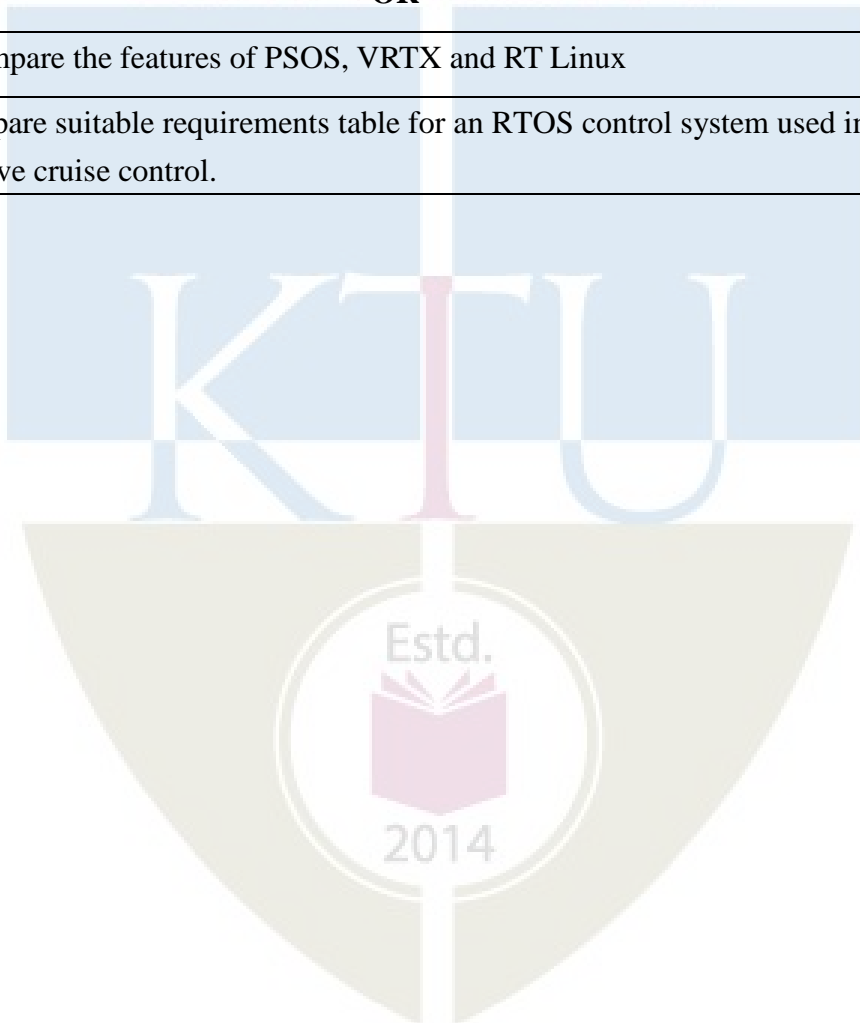 OR
mpare the features of PSOS, VRTX and RT Linux
pare suitable requirements table for an RTOS control system used in
ve cruise control.
KTU
Estd.
2014